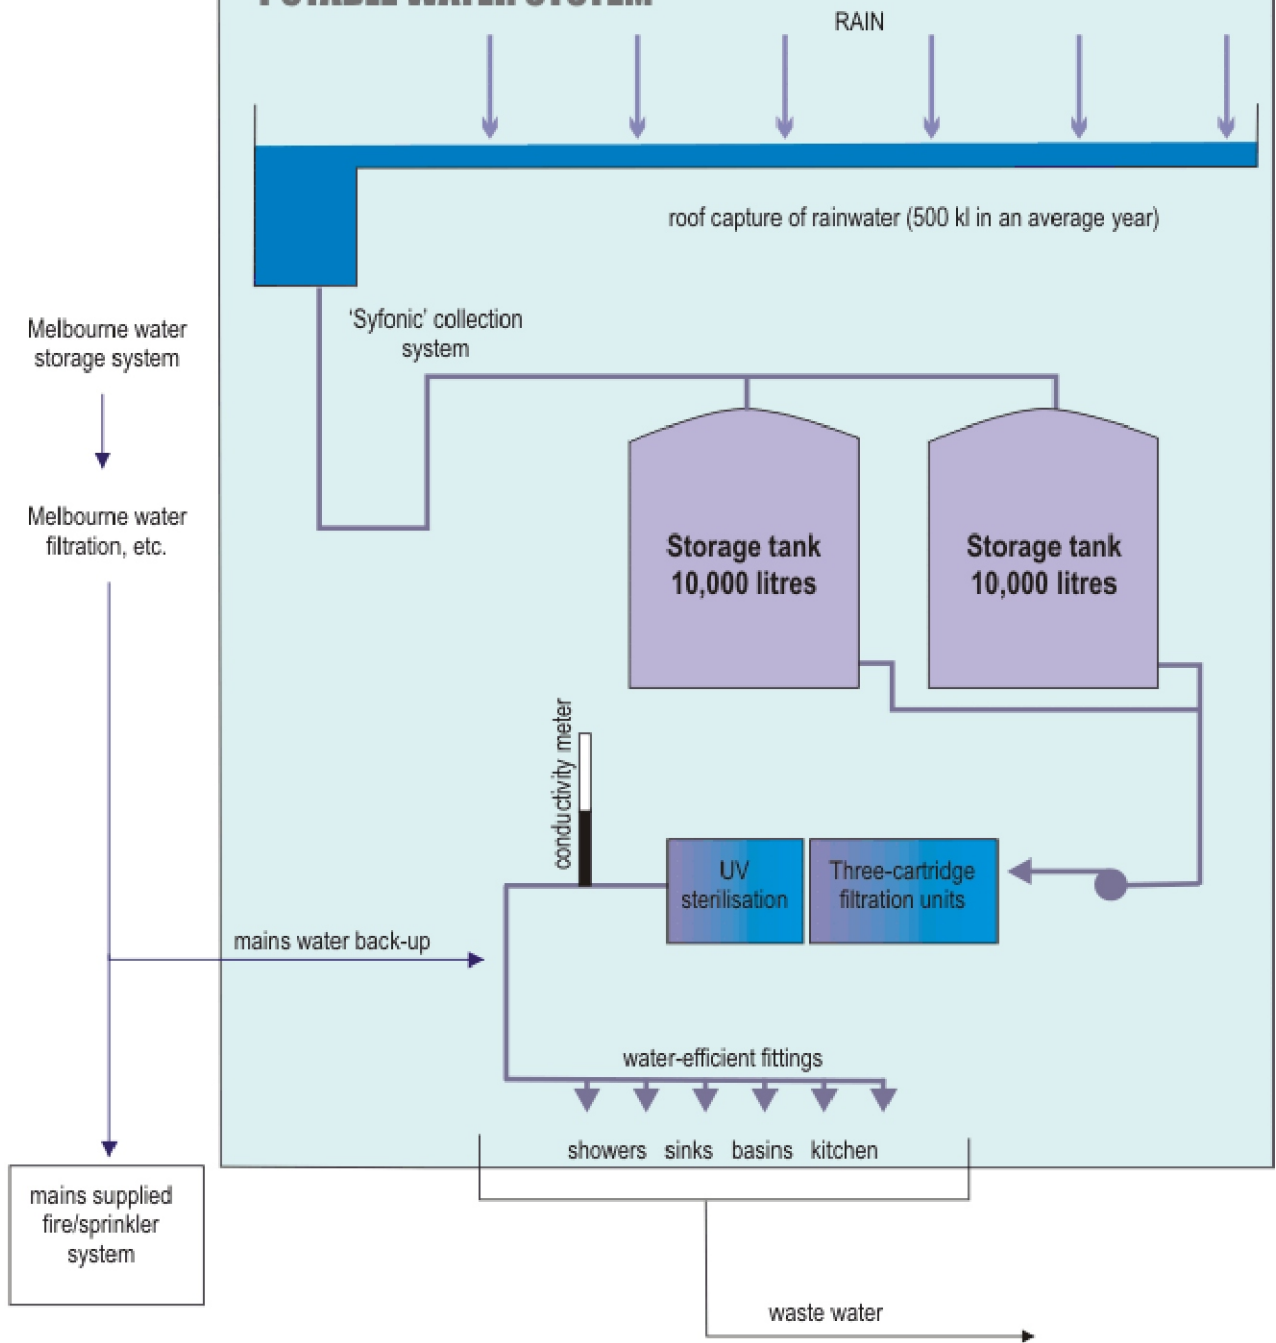 POTABLE WATER SYSTEM
RAIN
roof capture of rainwater (500 kl in an average year)
‘Syfonic’ collection
system
Melbourne water
storage system
Melbourne water
filtration, etc.
Storage tank
10,000 litres
Storage tank
10,000 litres
conductivity meter
UV
sterilisation
Three-cartridge
filtration units
mains water back-up
water-efficient fittings
showers sinks basins kitchen
mains supplied
fire/sprinkler
system
waste water